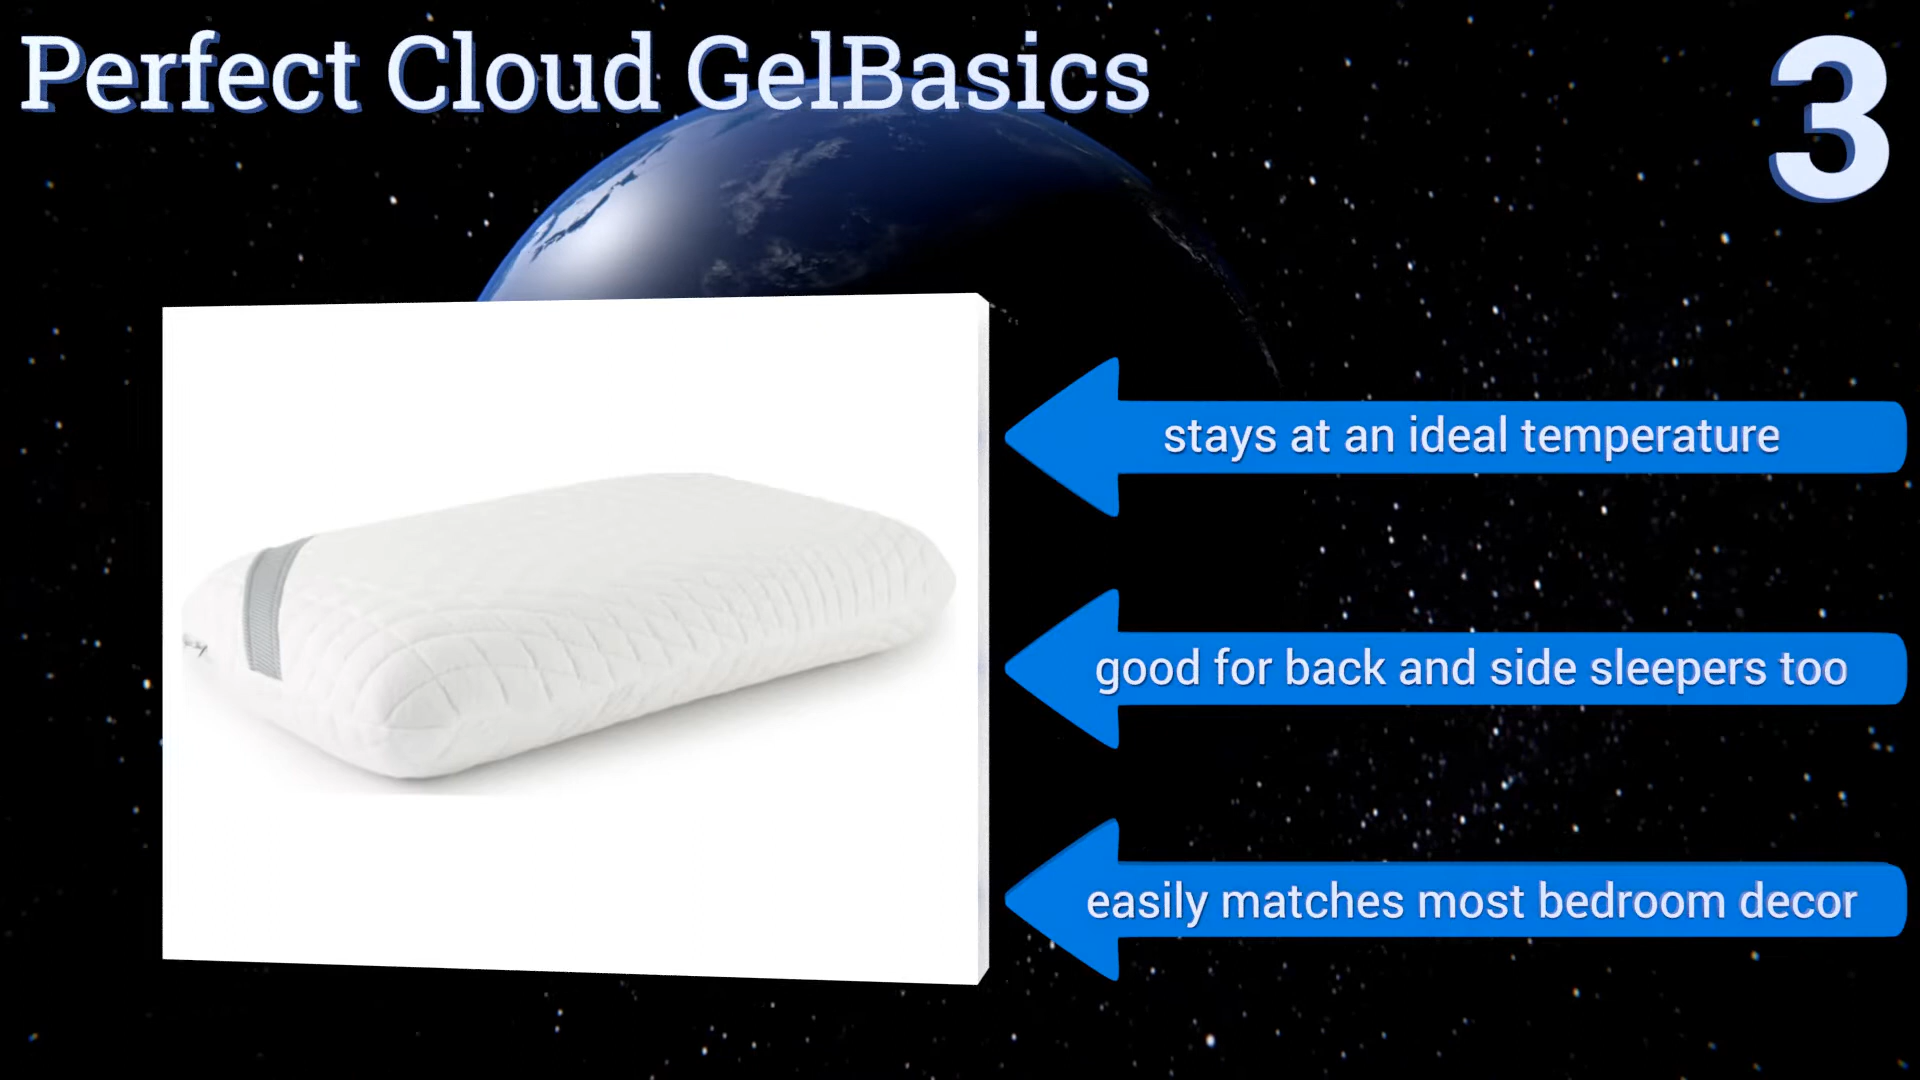 Perfect Cloud GelBasics
3
stays at an ideal temperature
good for back and side sleepers too
easily matches most bedroom decor